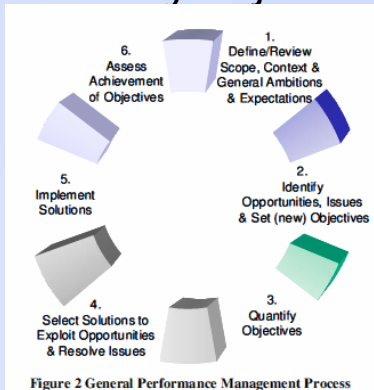 1.
Define/Review
Scope, Context &
General Ambitions
& Expectations
2.
Identify
Opportunities, Issues
& Set (new) Objectives
3.
Quantify
Objectives
4.
Select Solutions to
Exploit Opportunities
& Resolve Issues
5.
Implement
Solutions
6.
Assess
Achievement
of Objectives
Figure 2 General Performance Management Process